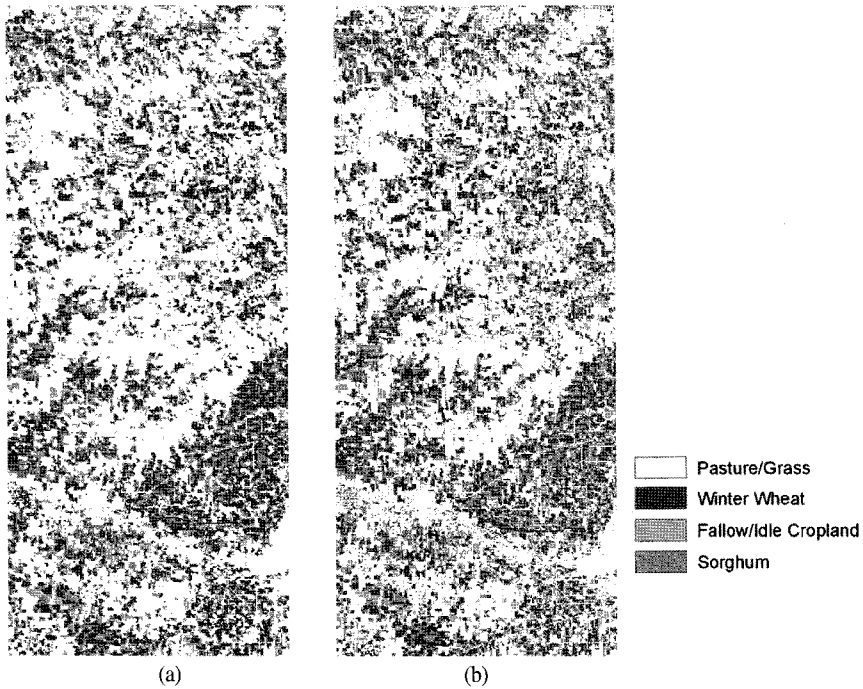 Pasture/Grass
Winter Wheat
Fallow/Idle Cropland
Sorghum
(a)
(b)